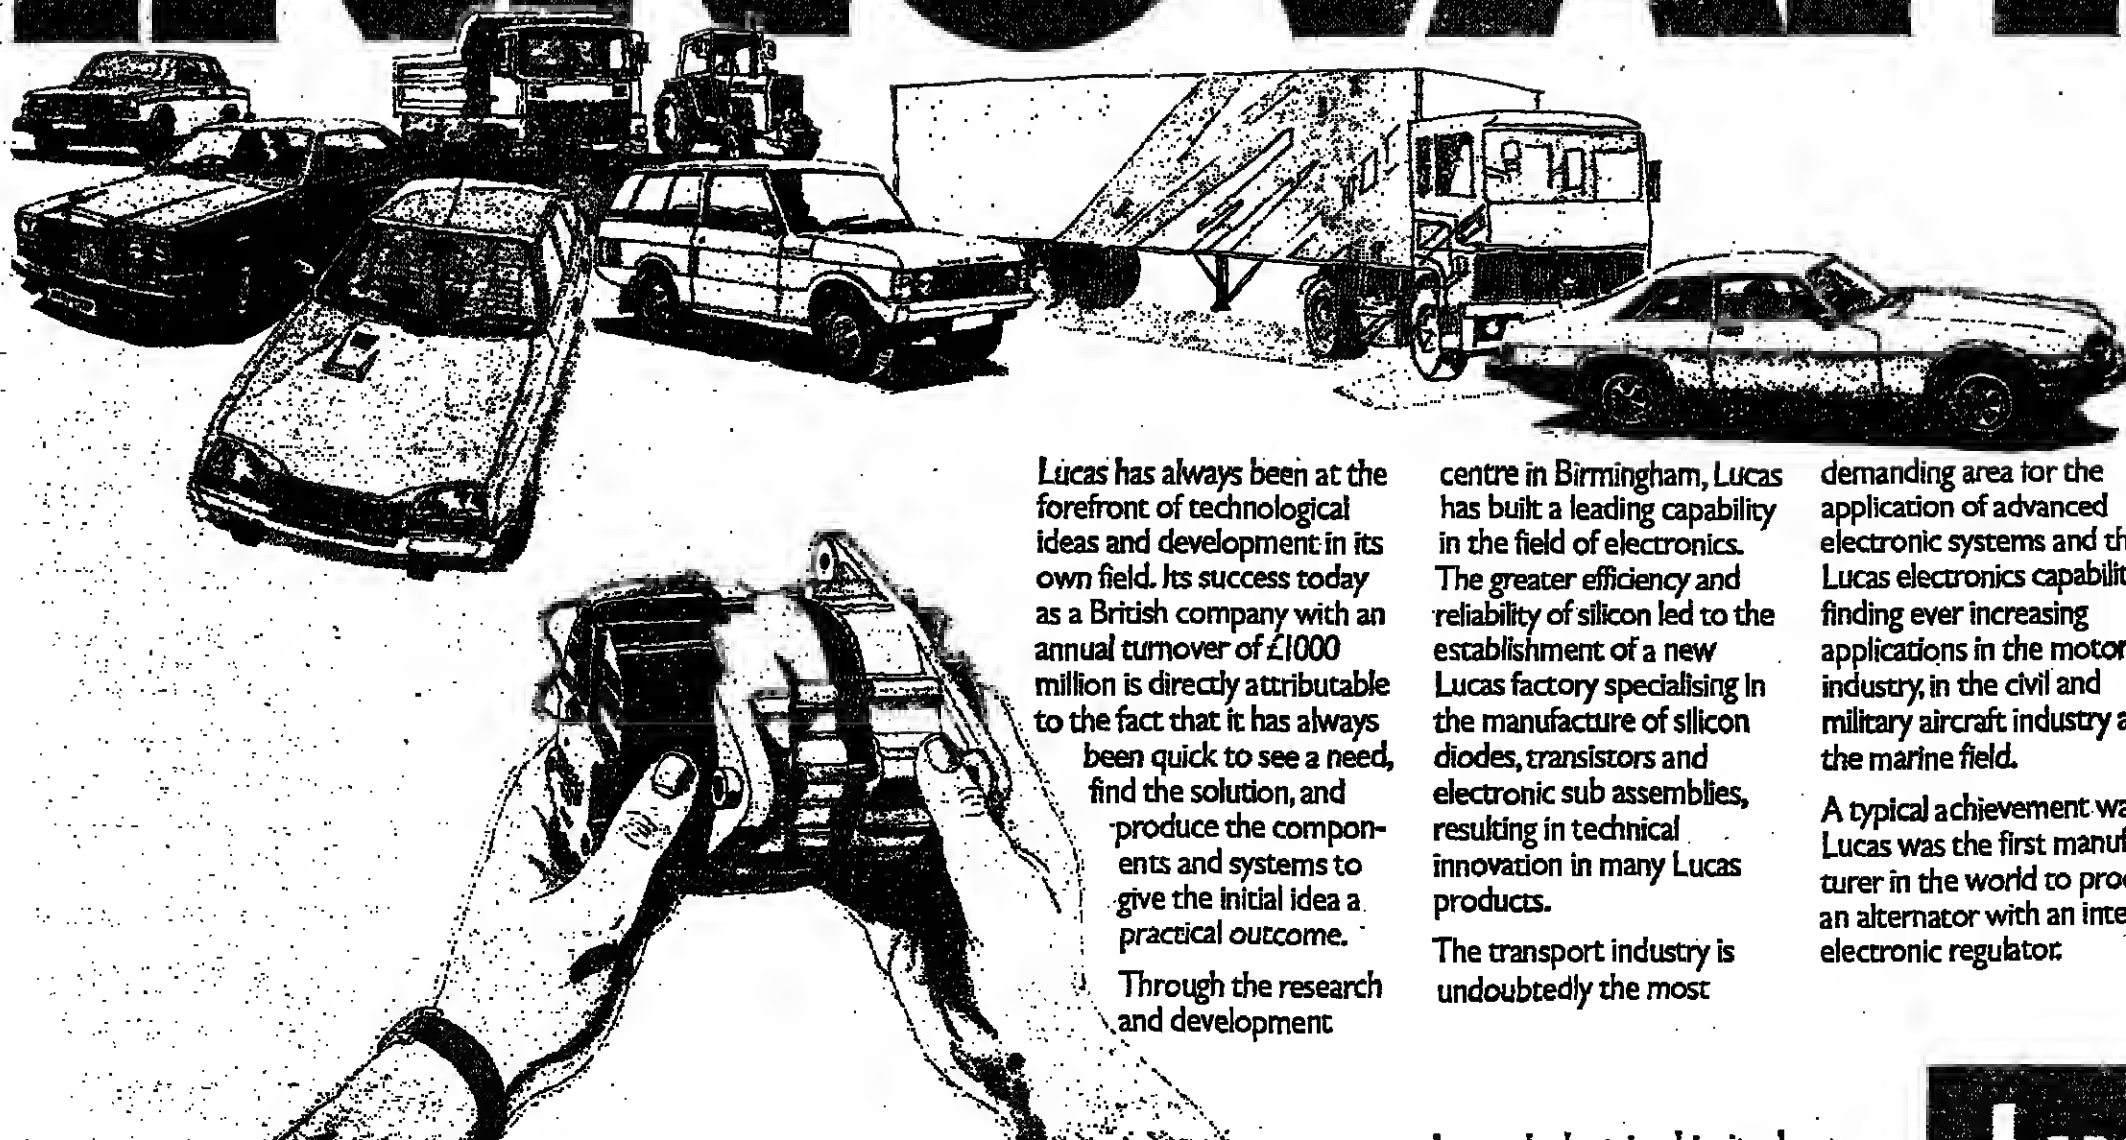 Lucas has always been at the
forefront of technological
ideas and development in its
own field. Its success today
as a British company with an
annual turnover of £1000
million is directly attributable
to the fact that it has always
been quick to see a need,
find the solution, and
produce the compon-
ents and systems to
give the initial idea a
practical outcome.
Through the research
and development
centre in Birmingham, Lucas
has built a leading capability
in the field of electronics.
The greater efficiency and
reliability of silicon led to the
establishment of a new
Lucas factory specialising in
the manufacture of silicon
diodes, transistors and
electronic sub assemblies,
resulting in technical
innovation in many Lucas
products.
The transport industry is
undoubtedly the most
demanding area for the
application of advanced
electronic systems and
Lucas electronics
finding ever increasing
applications in the motor
industry, in the civil and
military aircraft industry
the marine field.
A typical achievement
Lucas was the first
turer in the world to
an alternator with an
electronic regulator.